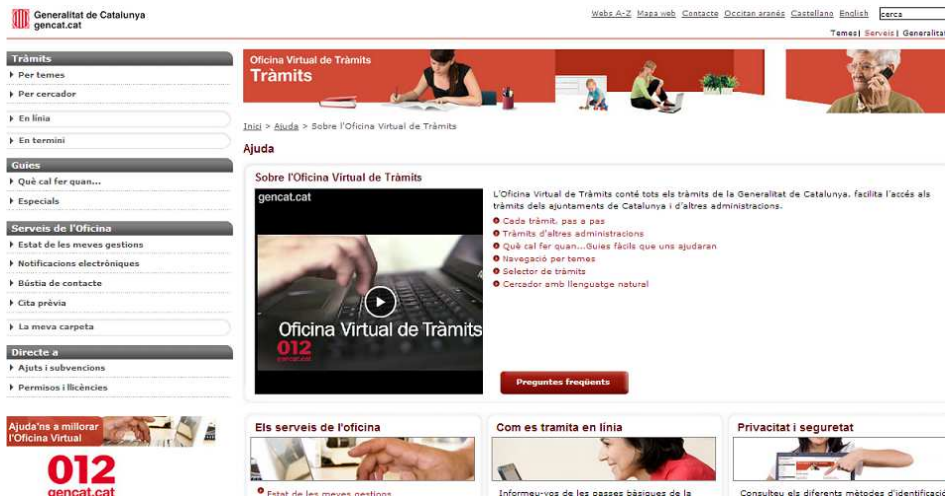 Generalitat de Catalunya
gencat.cat
Webs A-Z Mapa web Contacte Occitan aranés Castellano English cerca
Temes| Serveis| Generalitat
Tràmits
Per temes
Per cercador
En línia
En termini
Guies
Què cal fer quan...
Especials
Serveis de l'Oficina
Estat de les meves gestions
Notificacions electròniques
Bústia de contacte
Cita prèvia
La meva carpeta
Directe a
Ajuts i subvencions
Permisos i llicències
Ajuda'ns a millorar
l'Oficina Virtual
012
gencat.cat
Oficina Virtual de Tràmits
Tràmits
Inici > Ajuda > Sobre l'Oficina Virtual de Tràmits
Ajuda
Sobre l'Oficina Virtual de Tràmits
gencat.cat
Oficina Virtual de Tràmits
012
gencat.cat
L'Oficina Virtual de Tràmits conté tots els tràmits de la Generalitat de Catalunya, facilita l'accés als
tràmits dels ajuntaments de Catalunya i d'altres administracions.
Cada tràmit, pas a pas
Tràmits d'altres administracions
Què cal fer quan...Guies fàcils que uns ajudaran
Navegació per temes
Selector de tràmits
Cercador amb llenguatge natural
Preguntes freqüents
Els serveis de l'oficina
Estat de les meves gestions
Com es tramita en línia
Informeu-vos de les passes bàsiques de la
Privacitat i seguretat
Consulteu els diferents mètodes d'identificació